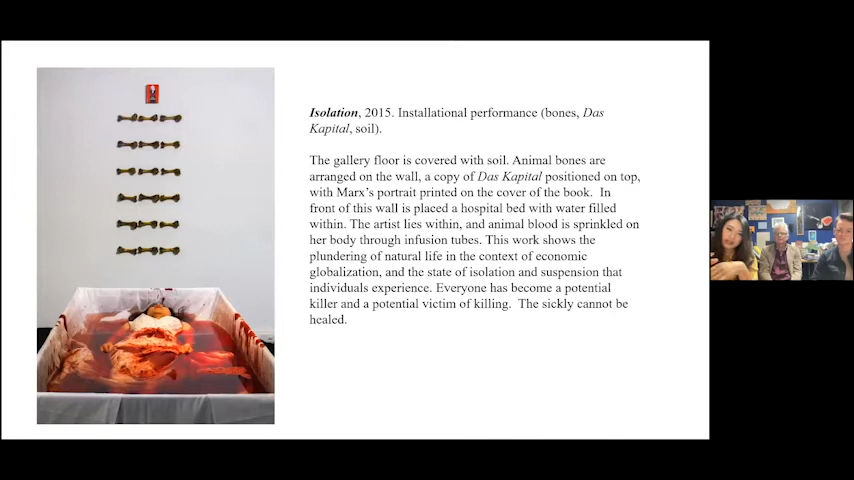 Isolation, 2015. Installational performance (bones, Das
Kapital, soil).
The gallery floor is covered with soil. Animal bones are
arranged on the wall, a copy of Das Kapital positioned on top,
with Marx's portrait printed on the cover of the book.  In
front of this wall is placed a hospital bed with water filled
within. The artist lies within, and animal blood is sprinkled on
her body through infusion tubes. This work shows the
plundering of natural life in the context of economic
globalization, and the state of isolation and suspension that
individuals experience. Everyone has become a potential
killer and a potential victim of killing.  The sickly cannot be
healed.